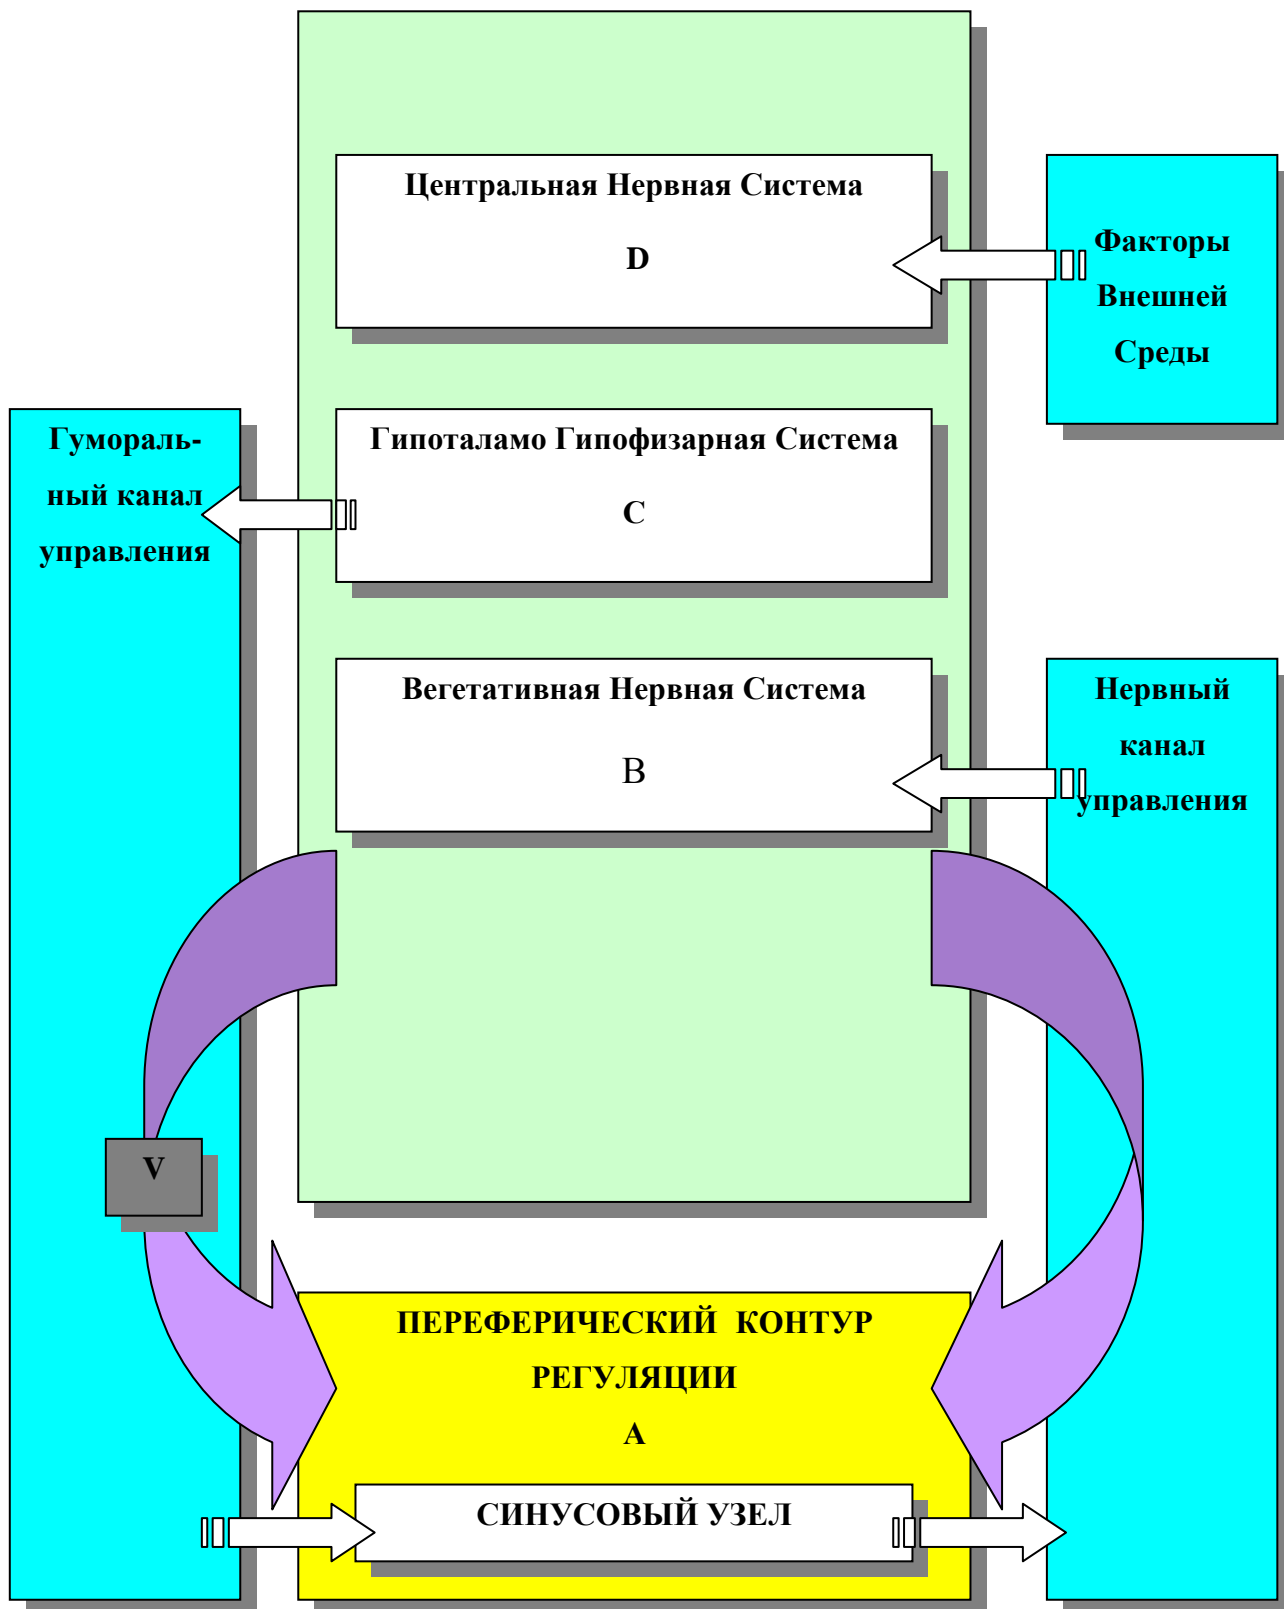 Центральная Нервная Система
D
Факторы
Внешней
Среды
Гумораль-
ный канал
управления
Гипоталамо Гипофизарная Система
С
Вегетативная Нервная Система
В
Нервный
канал
управления
V
ПЕРЕФЕРИЧЕСКИЙ КОНТУР
РЕГУЛЯЦИИ
А
СИНУСОВЫЙ УЗЕЛ